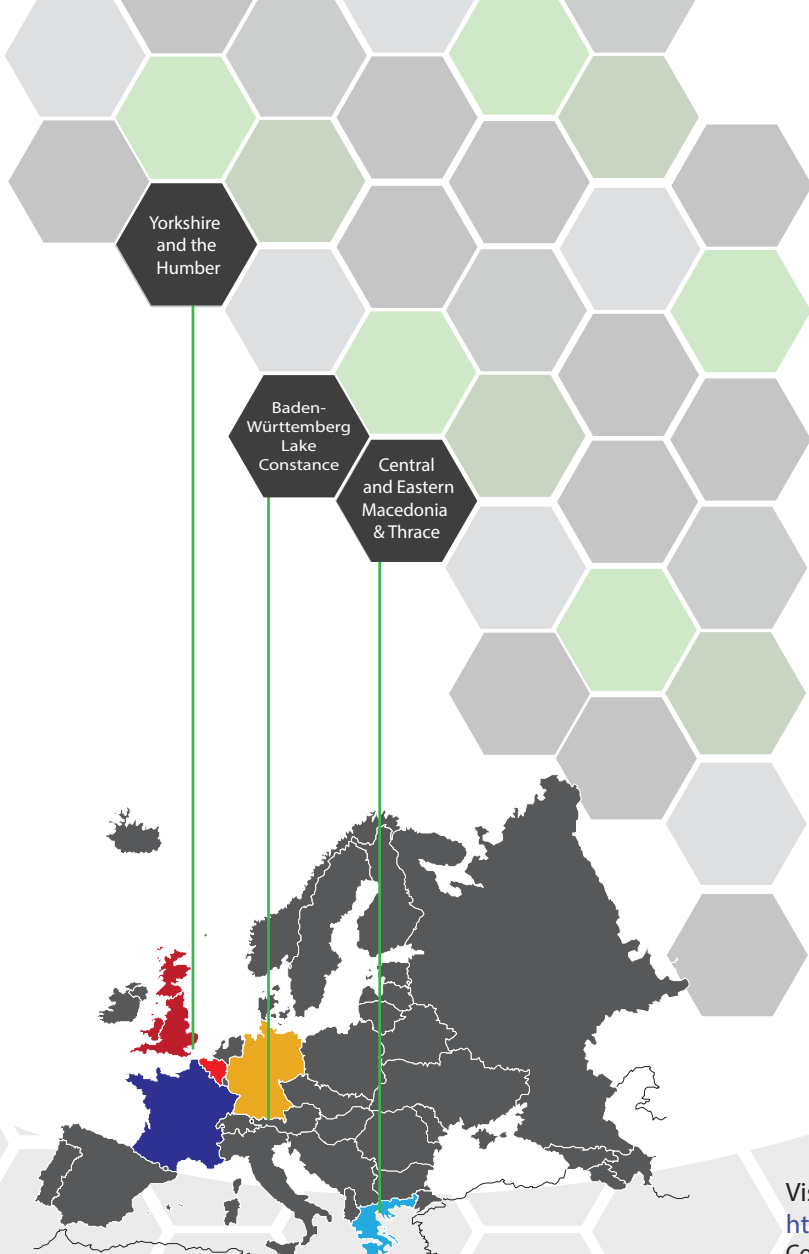 Yorkshire
and the
Humber
Baden-
Württemberg
Lake
Constance
Central
and Eastern
Macedonia
& Thrace